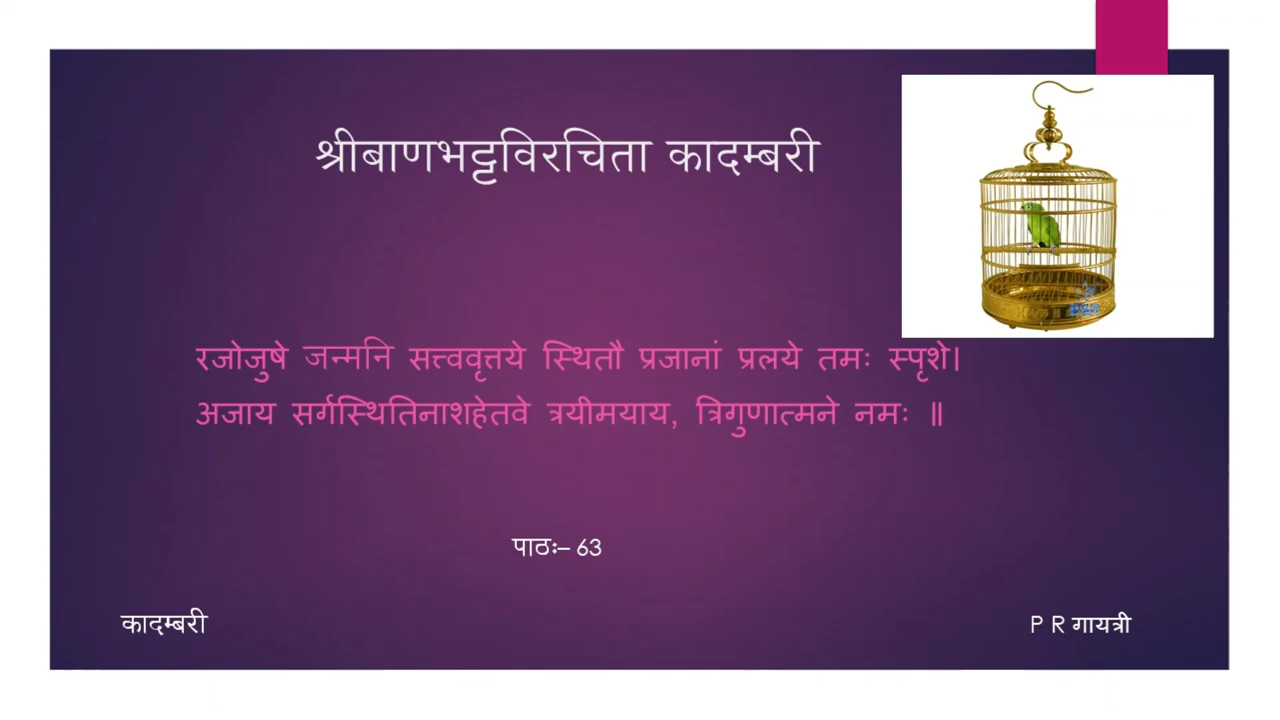 श्रीबाणभट्टविरचिता कादम्बरी
रजोजुषे जन्मनि सत्त्ववृत्तये स्थितौ प्रजानां प्रलये तमः स्पृशे।
अजाय सर्गस्थितिनाशहेतवे त्रयीमयाय, त्रिगुणात्मने नमः ॥
पाठः– 63
कादम्बरी
P R गायत्री